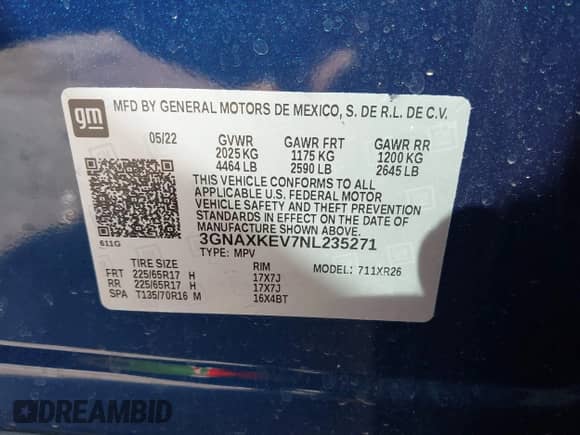 gm
MFD BY GENERAL MOTORS DE MEXICO, S. DE R.L. DE C.V.
05/22 GVWR GAWR FRT GAWR RR
2025 KG 1175 KG 1200 KG
4464 LB 2590 LB 2645 LB
THIS VEHICLE CONFORMS TO ALL
APPLICABLE U.S. FEDERAL MOTOR
VEHICLE SAFETY AND THEFT PREVENTION
STANDARDS IN EFFECT ON THE DATE OF
MANUFACTURE SHOWN ABOVE.
611G 3GNAXKEV7NL235271
TYPE: MPV
TIRE SIZE RIM MODEL: 711XR26
FRT 225/65R17 H 17X7J
RR 225/65R17 H 17X7J
SPA T135/70R16 M 16X4BT
DREAMBID